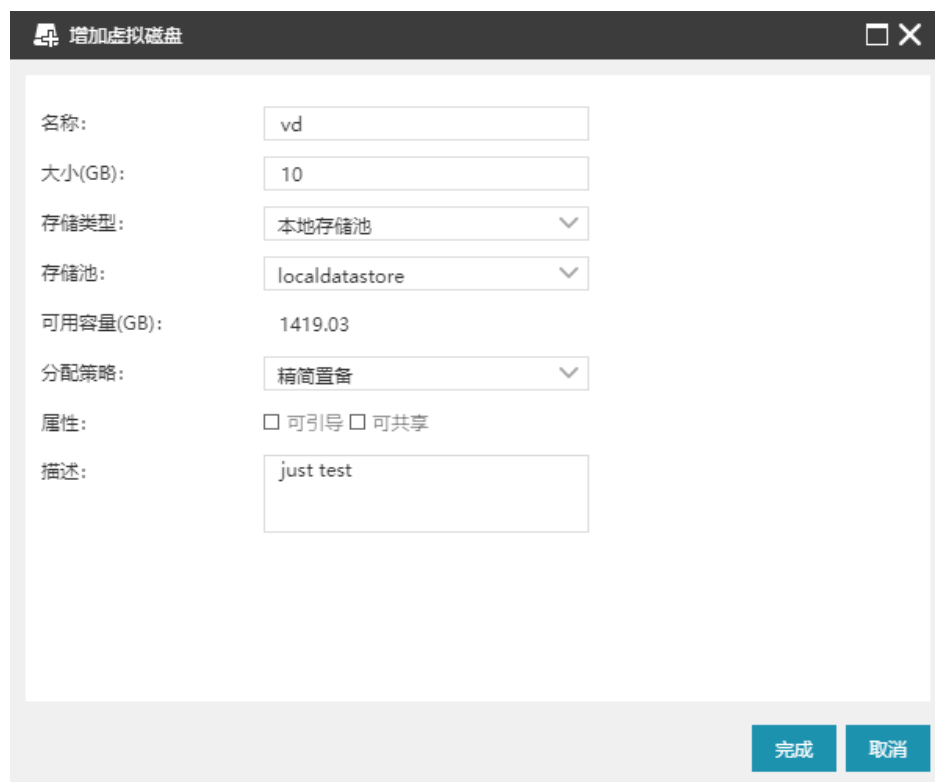 增加虚拟磁盘
名称: vd
大小(GB): 10
存储类型: 本地存储池
存储池: localdatastore
可用容量(GB): 1419.03
分配策略: 精简置备
属性: 可引导 可共享
描述: just test
完成 取消